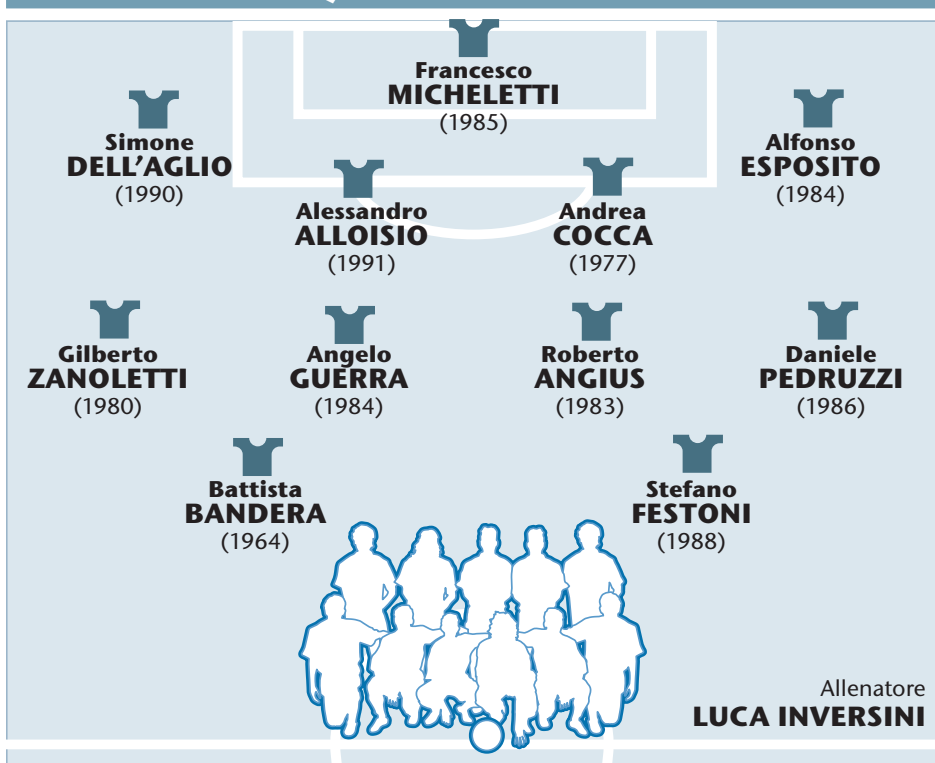 Francesco
MICHELETTI
(1985)
Simone
DELL'AGLIO
(1990)
Alfonso
ESPOSITO
(1984)
Alessandro
ALLOISIO
(1991)
Andrea
COCCA
(1977)
Gilberto
ZANOLETTI
(1980)
Angelo
GUERRA
(1984)
Roberto
ANGIUS
(1983)
Daniele
PEDRUZZI
(1986)
Battista
BANDERA
(1964)
Stefano
FESTONI
(1988)
Allenatore
LUCA INVERSINI